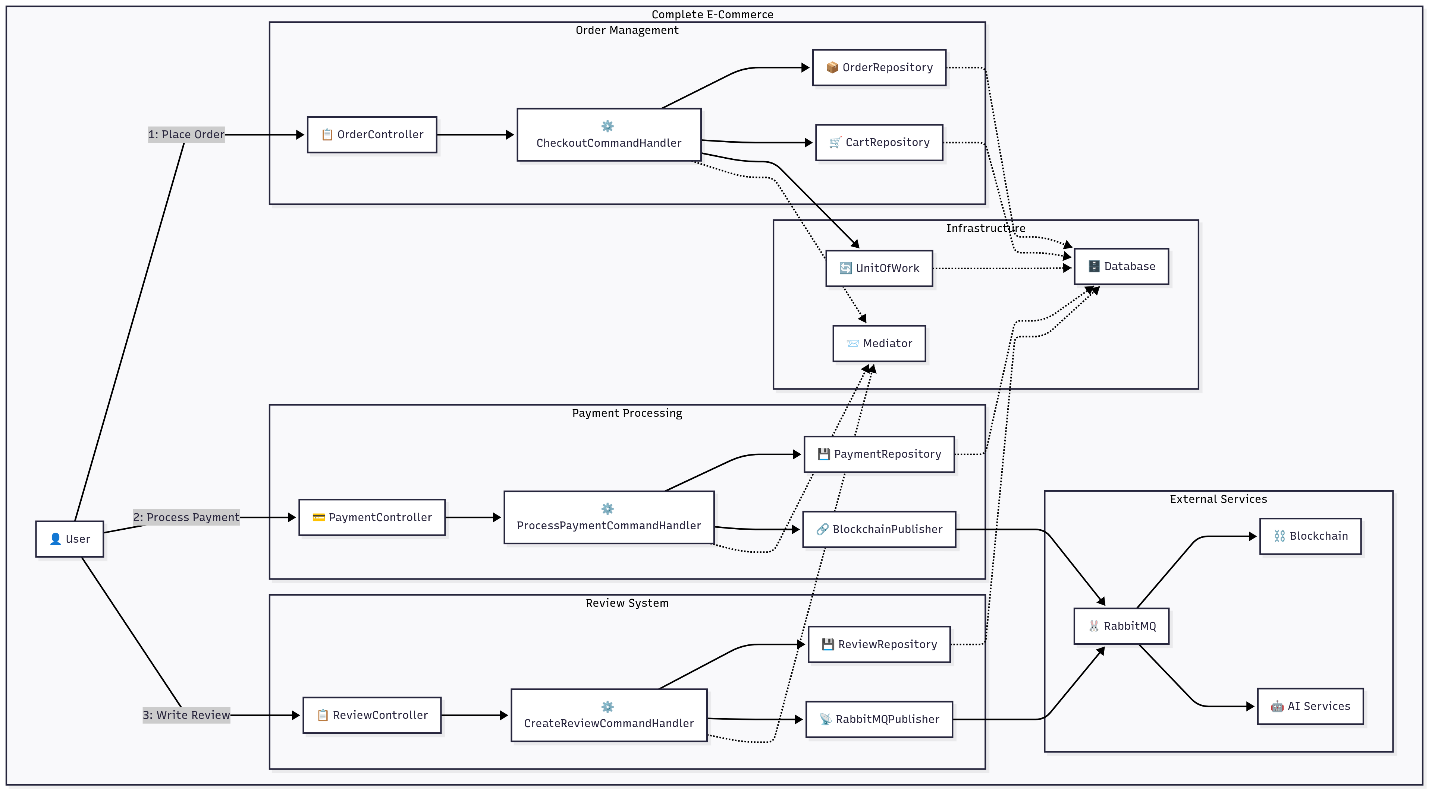 Complete E-Commerce
Order Management
OrderRepository
1: Place Order
OrderController
CheckoutCommandHandler
CartRepository
Infrastructure
UnitOfWork
Database
Mediator
Payment Processing
PaymentRepository
2: Process Payment
PaymentController
ProcessPaymentCommandHandler
BlockchainPublisher
User
External Services
Blockchain
RabbitMQ
AI Services
Review System
ReviewRepository
3: Write Review
ReviewController
CreateReviewCommandHandler
RabbitMQPublisher